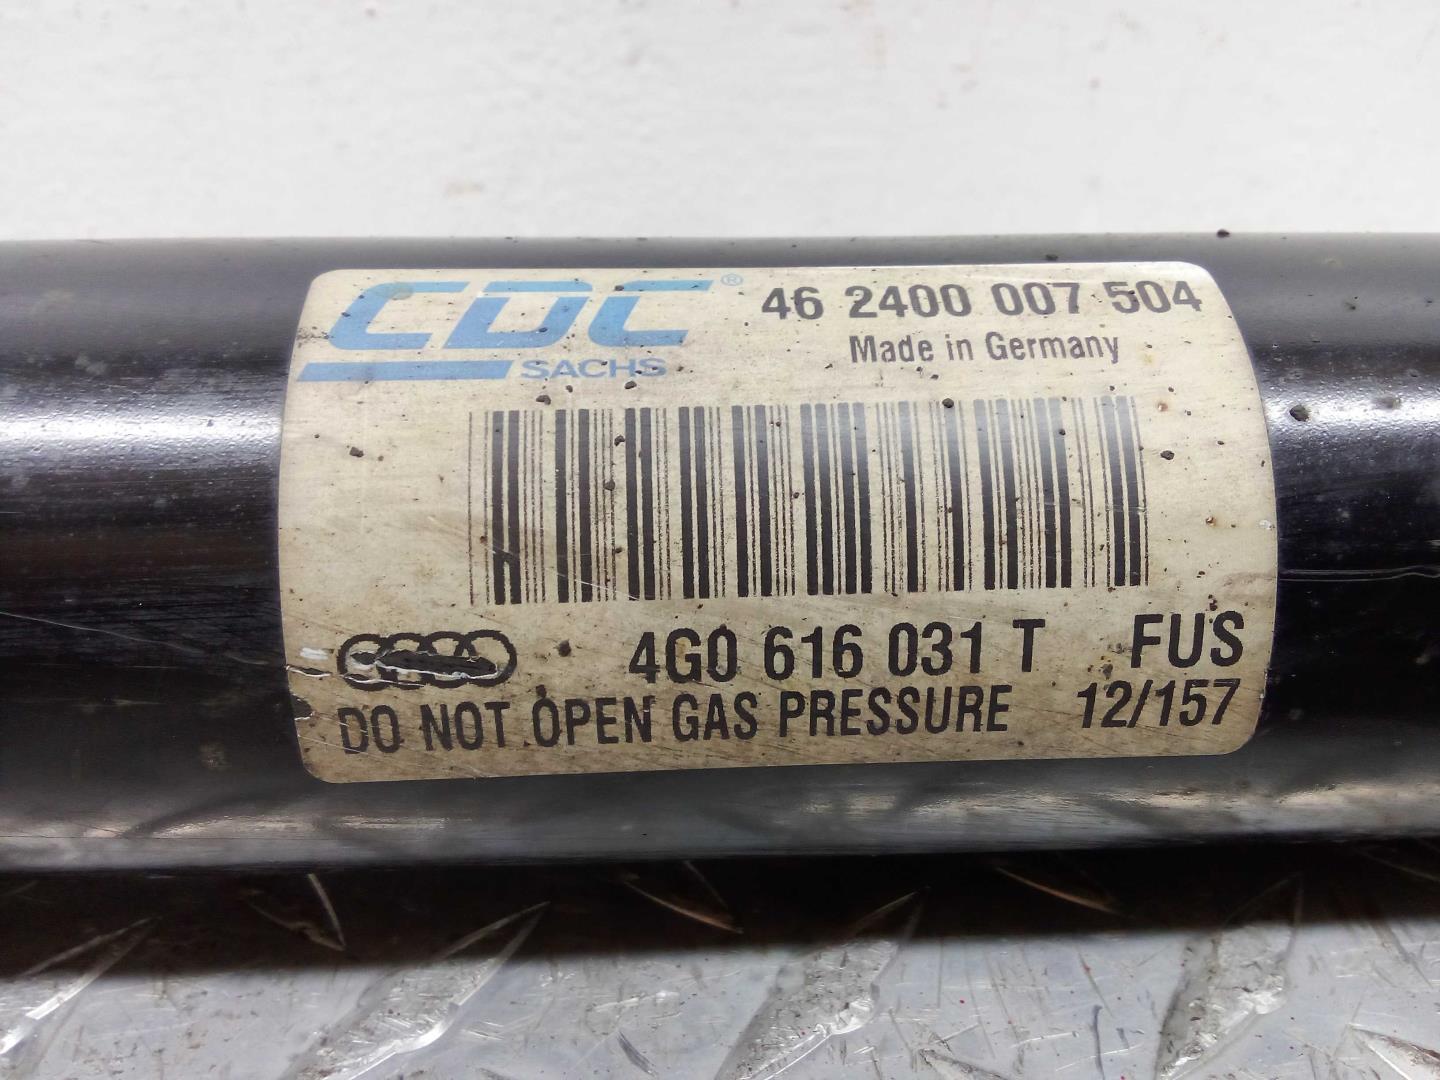 CDC® 46 2400 007 504
SACHS Made in Germany
4G0 616 031 T FUS
DO NOT OPEN GAS PRESSURE 12/157